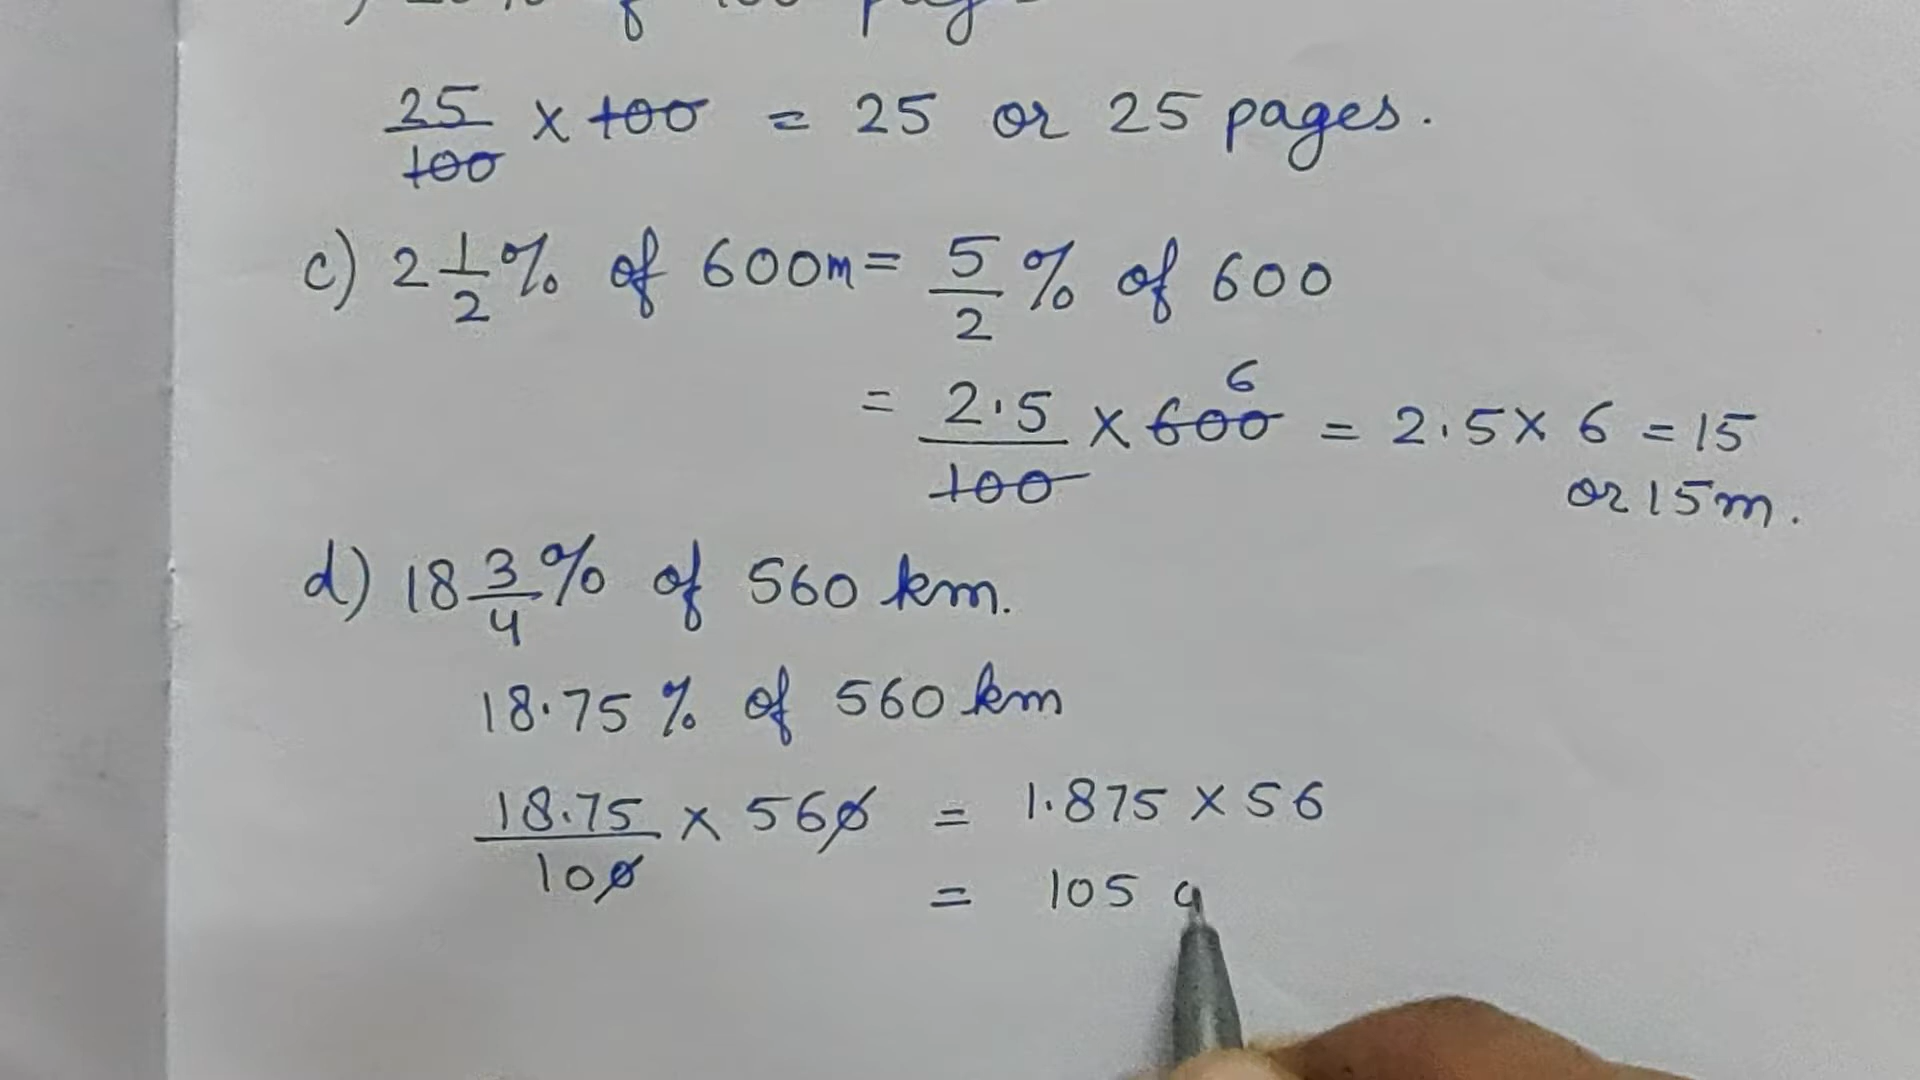 25/100 × 100 = 25 or 25 pages.
c) 2 1/2 % of 600m = 5/2 % of 600
= 2.5/100 × 600 6 = 2.5 × 6 = 15
or 15m.
d) 18 3/4 % of 560 km.
18.75 % of 560 km
18.75/100 × 560 = 1.875 × 56
= 105